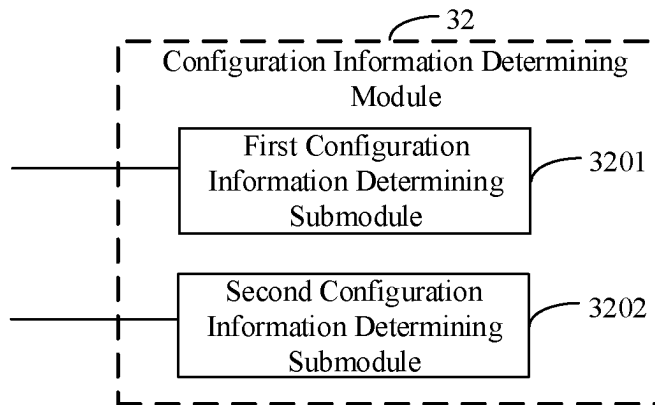 32
Configuration Information Determining
Module
First Configuration
Information Determining
Submodule
3201
Second Configuration
Information Determining
Submodule
3202